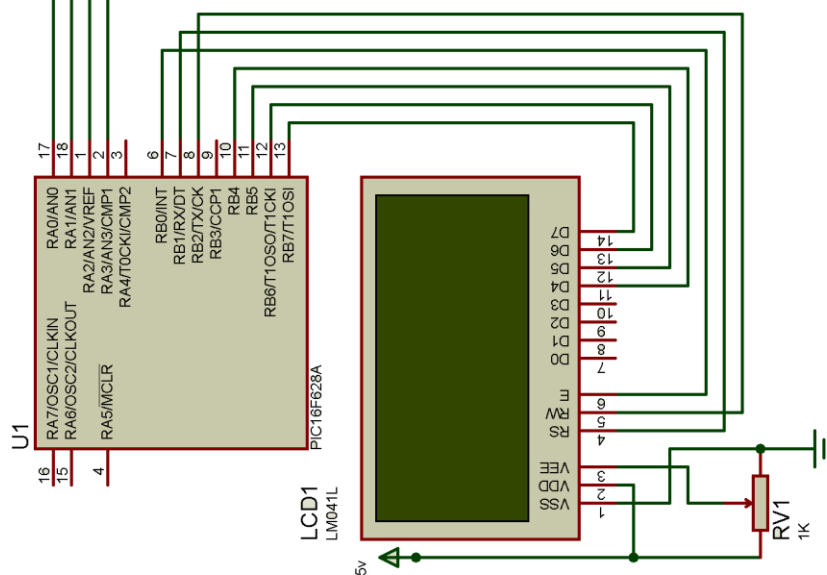 17
18
1
2
3
6
7
8
9
10
11
12
13
RA0/AN0
RA1/AN1
RA2/AN2/VREF
RA3/AN3/CMP1
RA4/T0CKI/CMP2
RB0/INT
RB1/RX/DT
RB2/TX/CK
RB3/CCP1
RB4
RB5
RB6/T1OSO/T1CKI
RB7/T1OSI
RA7/OSC1/CLKIN
RA6/OSC2/CLKOUT
RA5/MCLR
16
15
4
U1
PIC16F628A
LCD1
LM041L
D7
14
D6
13
D5
12
D4
11
D3
10
D2
9
D1
8
D0
7
E
6
RW
5
RS
4
VEE
3
VDD
2
VSS
1
RV1
1K
5v